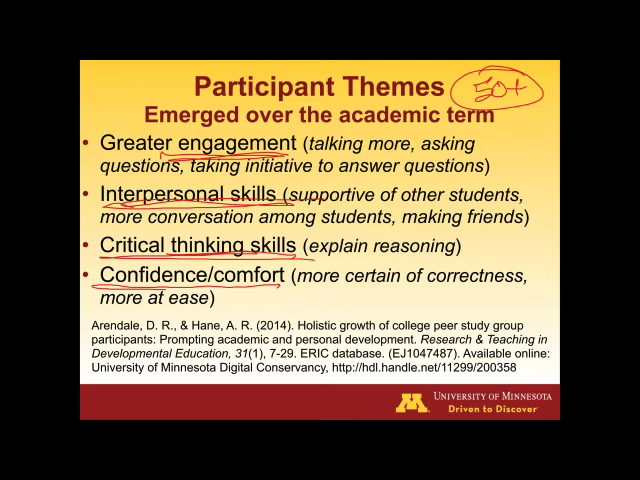 Participant Themes
50+
Emerged over the academic term
• Greater engagement (talking more, asking
questions, taking initiative to answer questions)
• Interpersonal skills (supportive of other students,
more conversation among students, making friends)
• Critical thinking skills (explain reasoning)
• Confidence/comfort (more certain of correctness,
more at ease)
Arendale, D. R., & Hane, A. R. (2014). Holistic growth of college peer study group
participants: Prompting academic and personal development. Research & Teaching in
Developmental Education, 31(1), 7-29. ERIC database. (EJ1047487). Available online:
University of Minnesota Digital Conservancy, http://hdl.handle.net/11299/200358
M
UNIVERSITY OF MINNESOTA
Driven to Discover